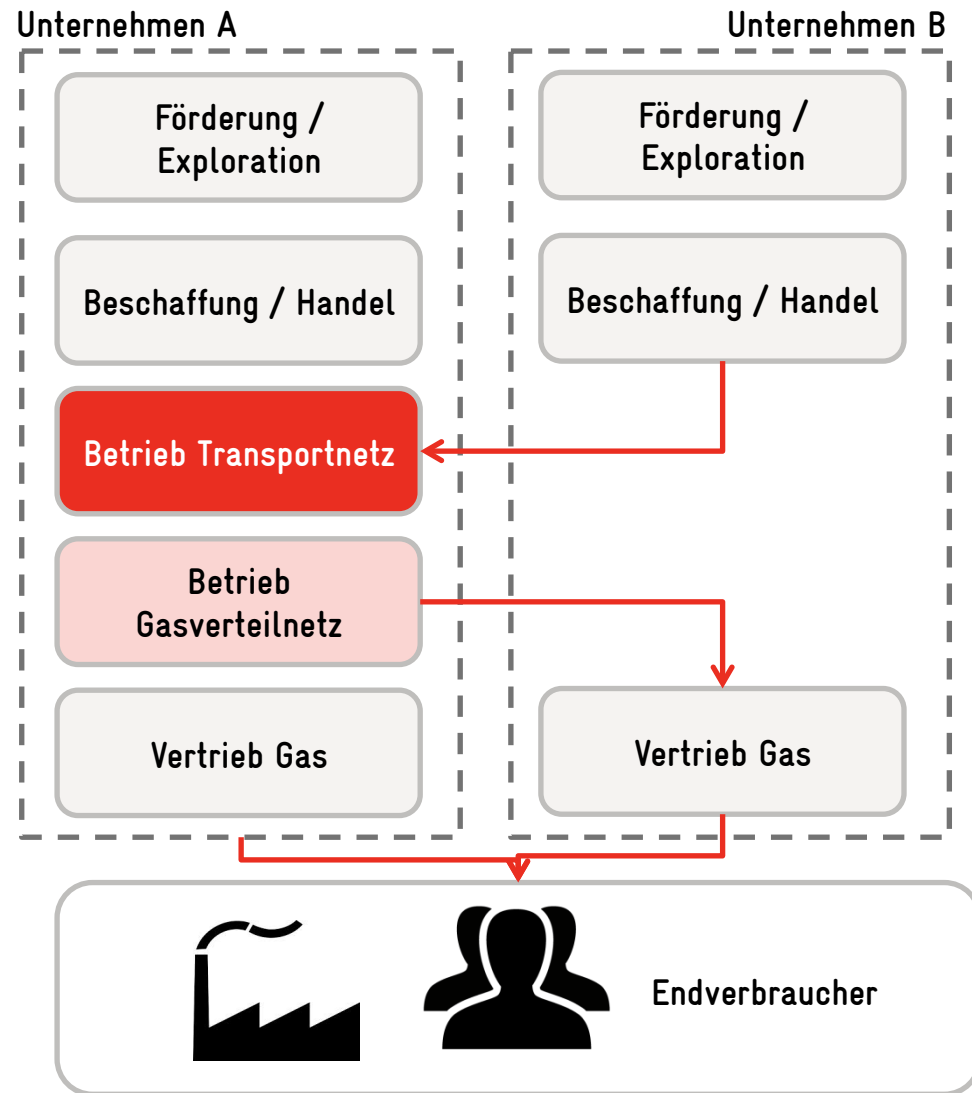 Unternehmen A
Unternehmen B
Förderung /
Exploration
Förderung /
Exploration
Beschaffung / Handel
Beschaffung / Handel
Betrieb Transportnetz
Betrieb
Gasverteilnetz
Vertrieb Gas
Vertrieb Gas
Endverbraucher